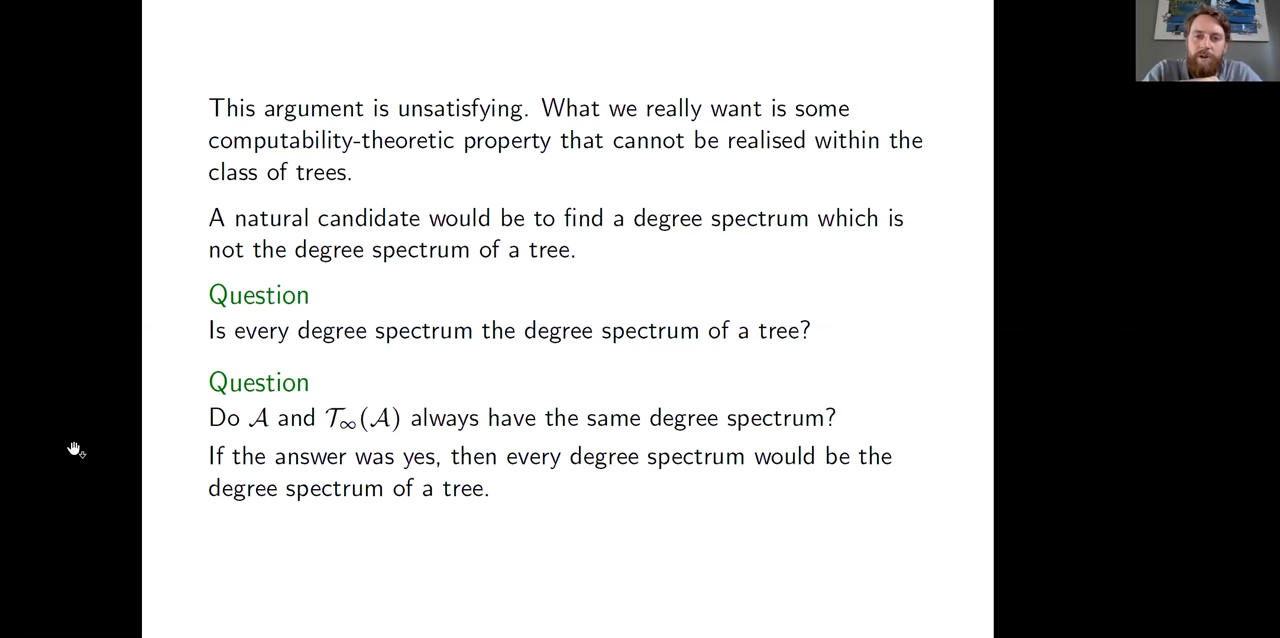 This argument is unsatisfying. What we really want is some
computability-theoretic property that cannot be realised within the
class of trees.
A natural candidate would be to find a degree spectrum which is
not the degree spectrum of a tree.
Question
Is every degree spectrum the degree spectrum of a tree?
Question
Do 𝒜 and 𝒯∞(𝒜) always have the same degree spectrum?
If the answer was yes, then every degree spectrum would be the
degree spectrum of a tree.